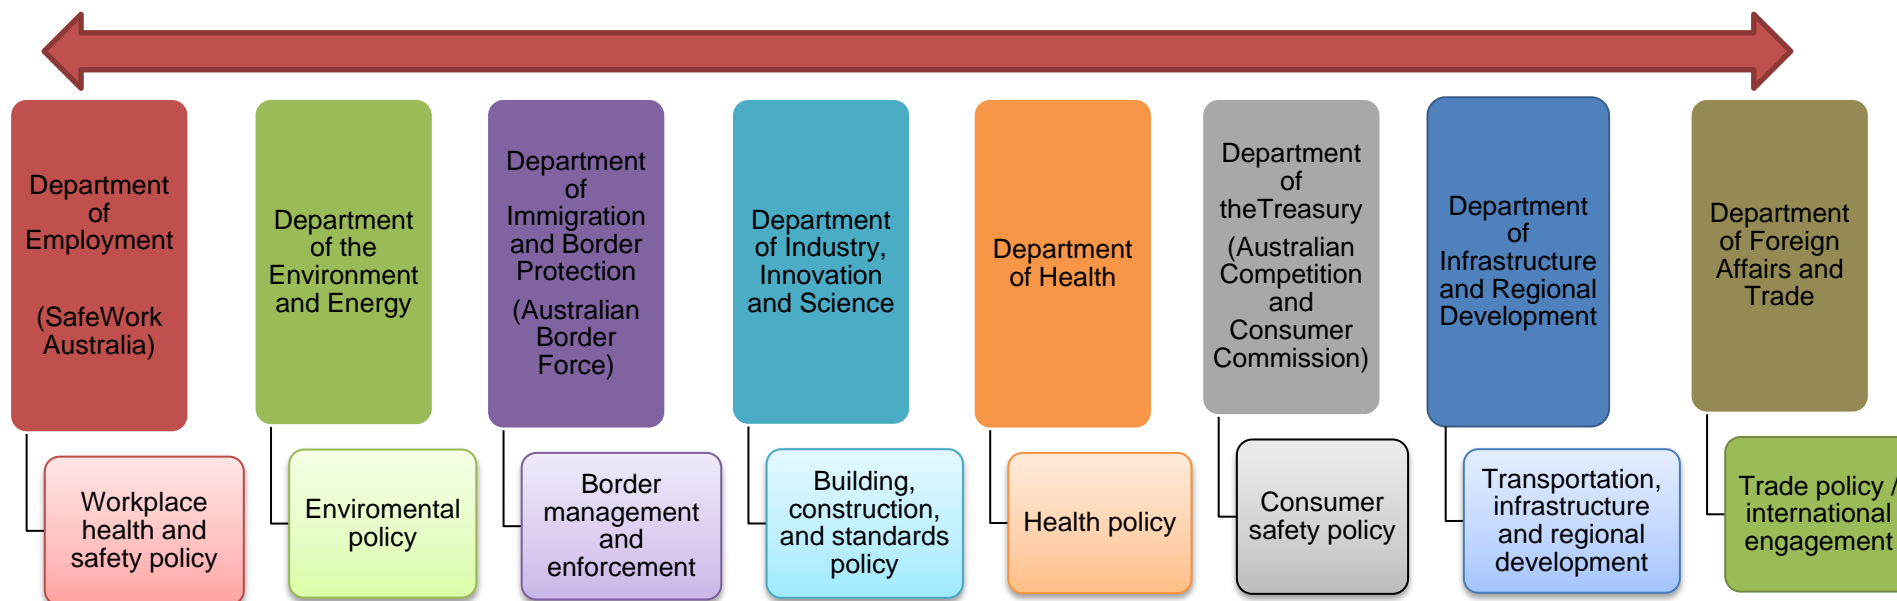 Department
of
Employment
(SafeWork
Australia)
Department
of the
Environment
and Energy
Department
of
Immigration
and Border
Protection
(Australian
Border
Force)
Department
of Industry,
Innovation
and Science
Department
of Health
Department
of
theTreasury
(Australian
Competition
and
Consumer
Commission)
Department
of
Infrastructure
and Regional
Development
Department
of Foreign
Affairs and
Trade
Workplace
health and
safety policy
Enviromental
policy
Border
management
and
enforcement
Building,
construction,
and standards
policy
Health policy
Consumer
safety policy
Transportation,
infrastructure
and regional
development
Trade policy /
international
engagement